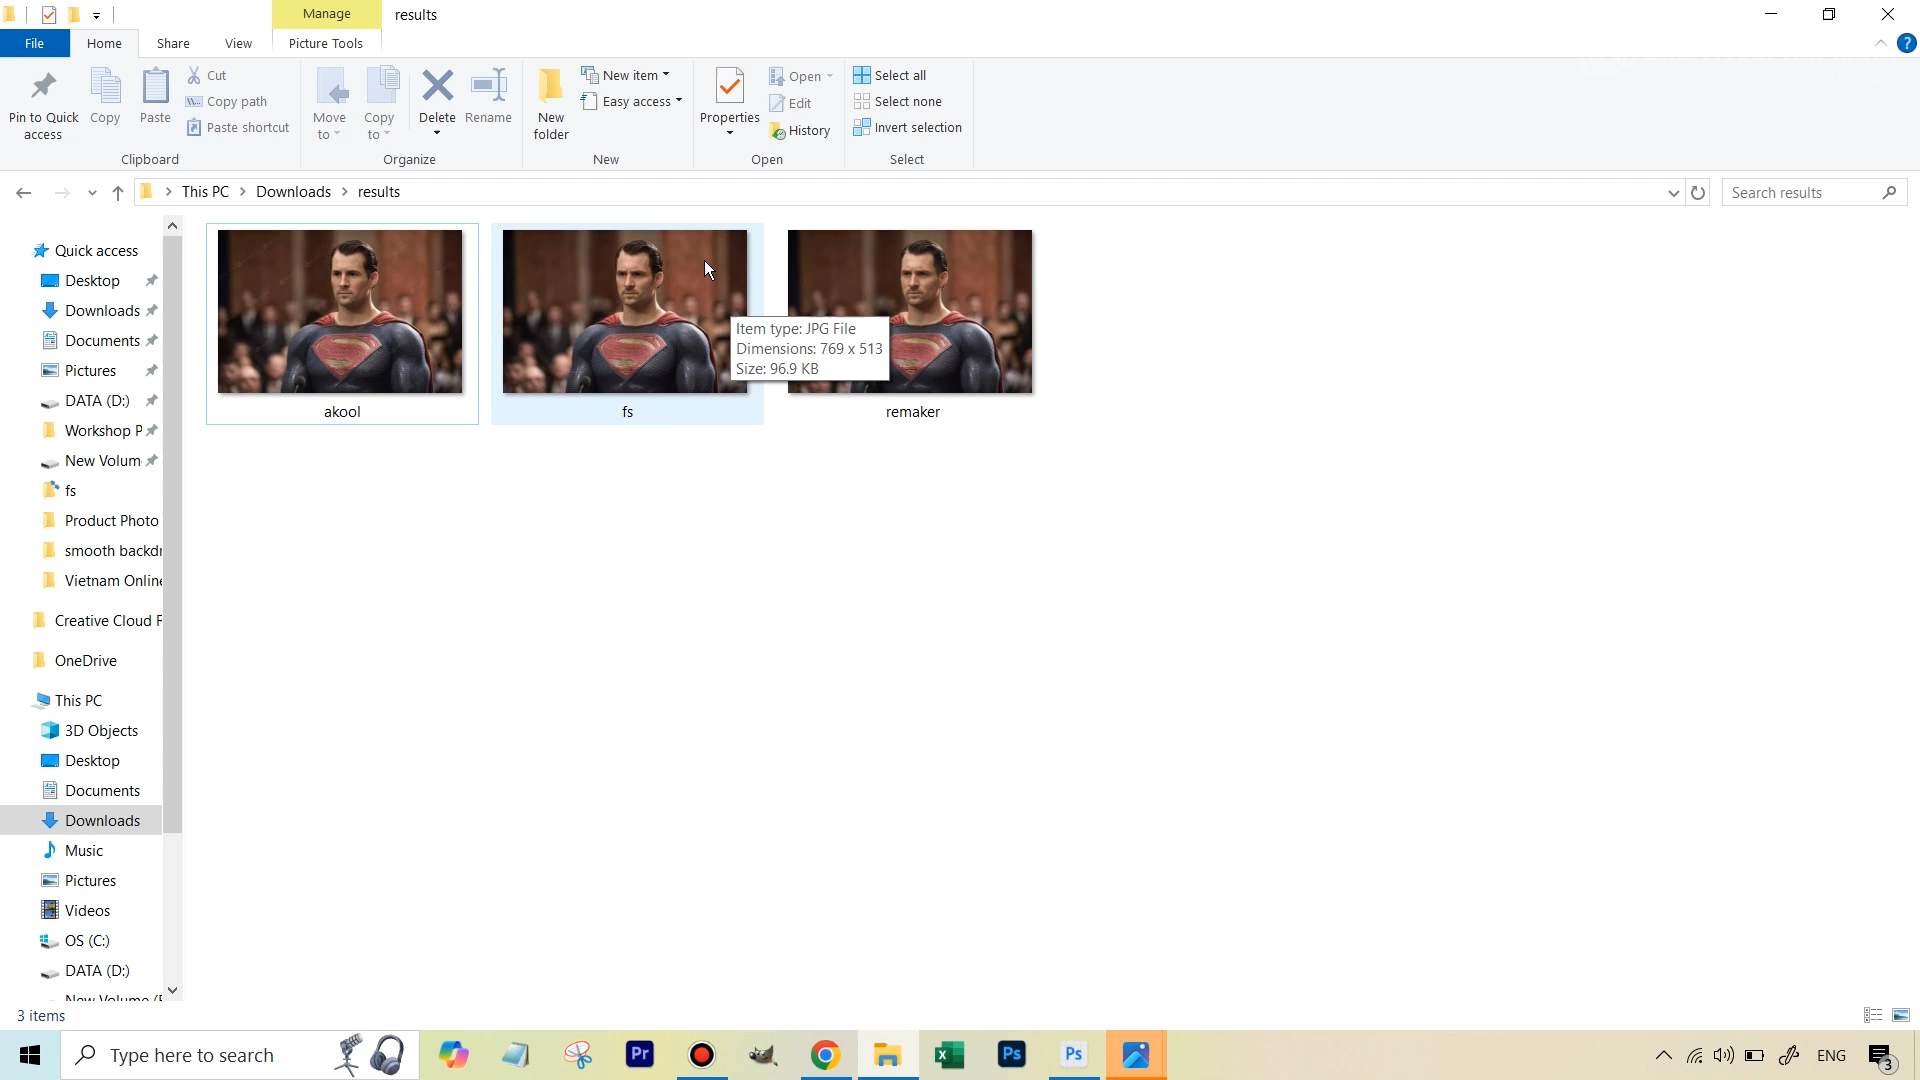 Manage
results
File
Home
Share
View
Picture Tools
?
Pin to Quick
access
Copy
Paste
Cut
Copy path
Paste shortcut
Clipboard
Move
to
Copy
to
Delete
Rename
Organize
New
folder
New item
Easy access
New
Properties
Open
Edit
History
Open
Select all
Select none
Invert selection
Select
This PC > Downloads > results
Search results
Quick access
Desktop
Downloads
Documents
Pictures
DATA (D:)
Workshop P
New Volum
fs
Product Photo
smooth backdr
Vietnam Online
Creative Cloud F
OneDrive
This PC
3D Objects
Desktop
Documents
Downloads
Music
Pictures
Videos
OS (C:)
DATA (D:)
New Volume (F
akool
fs
remaker
Item type: JPG File
Dimensions: 769 x 513
Size: 96.9 KB
3 items
Type here to search
Pr
Ps
Ps
ENG
3